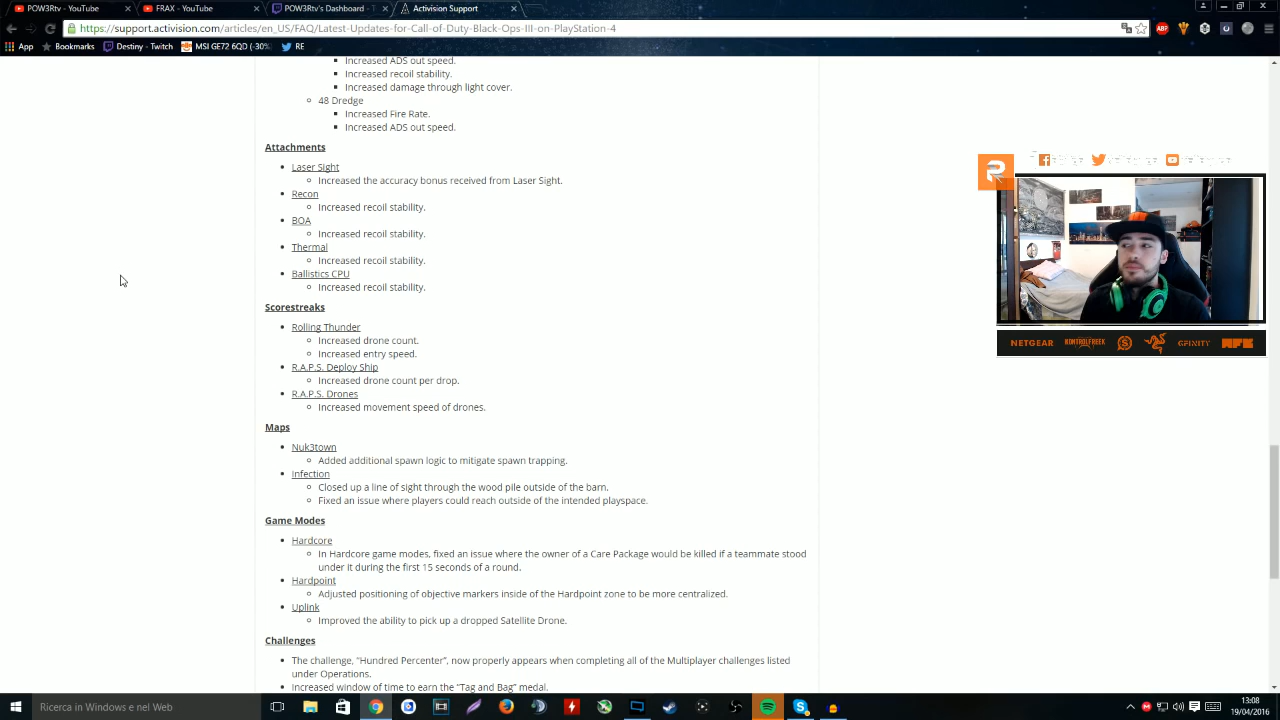 POW3Rtv - YouTube
FRAX - YouTube
POW3Rtv's Dashboard - T
Activision Support
https://support.activision.com/articles/en_US/FAQ/Latest-Updates-for-Call-of-Duty-Black-Ops-III-on-PlayStation-4
App
Bookmarks
Destiny - Twitch
MSI GE72 6QD (-30%)
RE
Increased ADS out speed.
Increased recoil stability.
Increased damage through light cover.
48 Dredge
Increased Fire Rate.
Increased ADS out speed.
Attachments
Laser Sight
Increased the accuracy bonus received from Laser Sight.
Recon
Increased recoil stability.
BOA
Increased recoil stability.
Thermal
Increased recoil stability.
Ballistics CPU
Increased recoil stability.
Scorestreaks
Rolling Thunder
Increased drone count.
Increased entry speed.
R.A.P.S. Deploy Ship
Increased drone count per drop.
R.A.P.S. Drones
Increased movement speed of drones.
Maps
Nuk3town
Added additional spawn logic to mitigate spawn trapping.
Infection
Closed up a line of sight through the wood pile outside of the barn.
Fixed an issue where players could reach outside of the intended playspace.
Game Modes
Hardcore
In Hardcore game modes, fixed an issue where the owner of a Care Package would be killed if a teammate stood
under it during the first 15 seconds of a round.
Hardpoint
Adjusted positioning of objective markers inside of the Hardpoint zone to be more centralized.
Uplink
Improved the ability to pick up a dropped Satellite Drone.
Challenges
The challenge, "Hundred Percenter", now properly appears when completing all of the Multiplayer challenges listed
under Operations.
Increased window of time to earn the "Tag and Bag" medal.
NETGEAR KONTROLFREEK GFINITY
Ricerca in Windows e nel Web
13:08
19/04/2016